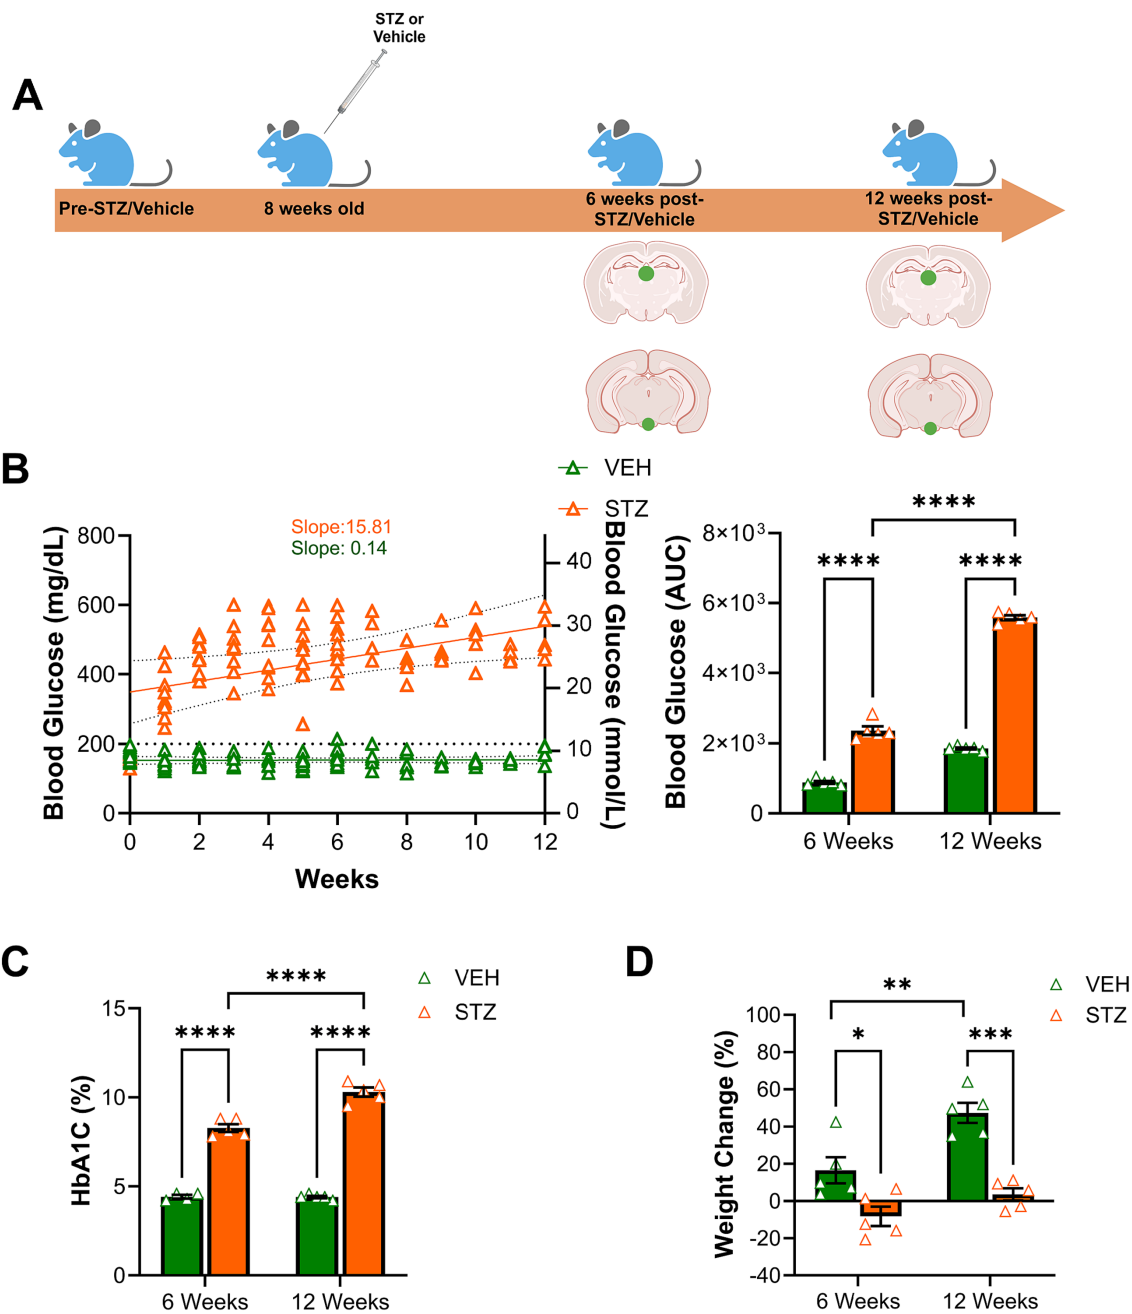 STZ or
Vehicle
A
Pre-STZ/Vehicle
8 weeks old
6 weeks post-
STZ/Vehicle
12 weeks post-
STZ/Vehicle
B
VEH
STZ
Slope:15.81
Slope: 0.14
Blood Glucose (mg/dL)
800
600
400
200
0
0 2 4 6 8 10 12
Weeks
40
30
20
10
0
Blood Glucose (mmol/L)
Blood Glucose (AUC)
8×10³
6×10³
4×10³
2×10³
0
****
**** ****
6 Weeks 12 Weeks
C
VEH
STZ
HbA1C (%)
15
10
5
0
****
**** ****
6 Weeks 12 Weeks
D
VEH
STZ
Weight Change (%)
100
80
60
40
20
0
-20
-40
**
* ***
6 Weeks 12 Weeks